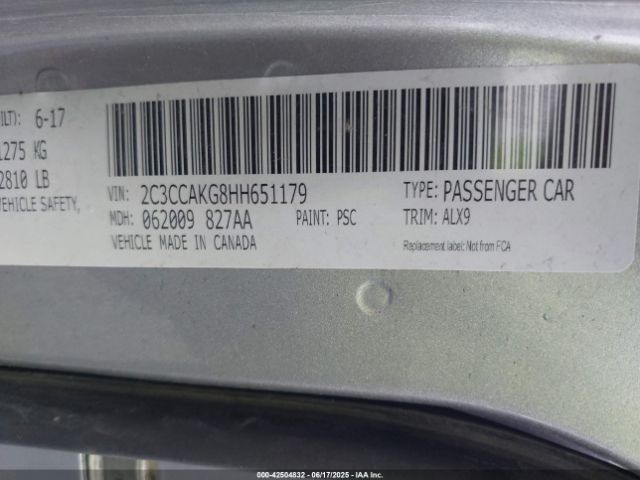 ILT): 6-17
1275 KG
2810 LB
VEHICLE SAFETY,
VIN: 2C3CCAKG8HH651179
TYPE: PASSENGER CAR
MDH: 062009 827AA PAINT: PSC
TRIM: ALX9
VEHICLE MADE IN CANADA
Replacement label: Not from FCA
00-42504832 - 06/17/2025 - IAA Inc.